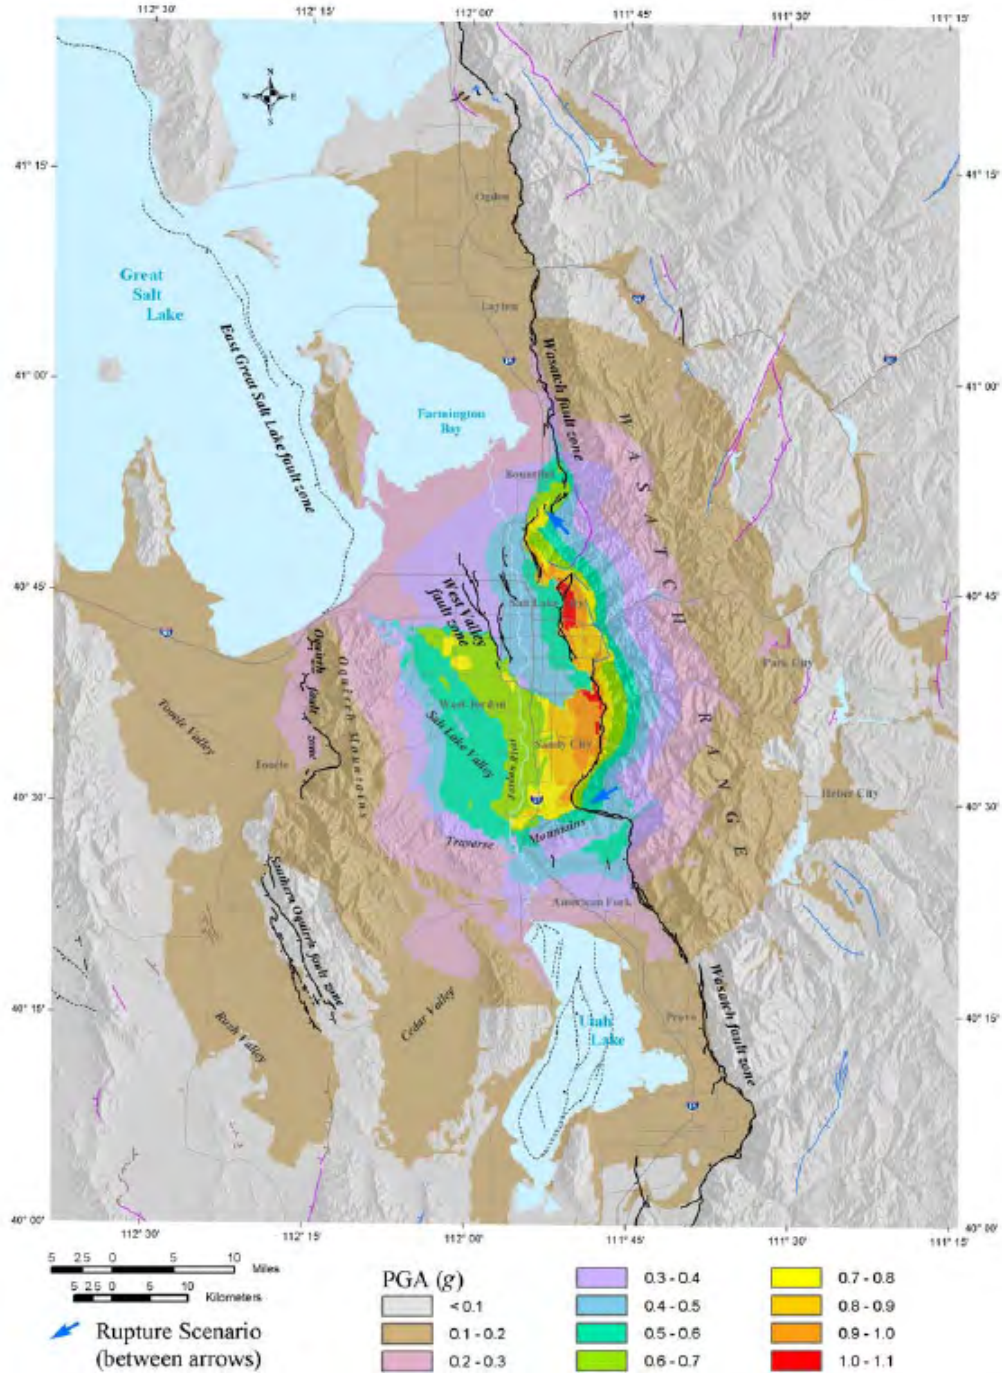 112° 30'
112° 15'
112° 00'
111° 45'
111° 30'
111° 15'
N
E
S
41° 15'
41° 15'
Ogden
Great
Salt
Lake
Layton
East Great Salt Lake fault zone
Wasatch fault zone
41° 00'
41° 00'
Farmington
Bay
WASATCH RANGE
Bountiful
40° 45'
40° 45'
West Valley
fault zone
Salt Lake City
Oquirrh fault zone
Oquirrh Mountains
Park City
Tooele Valley
West Jordan
Salt Lake Valley
Jordan River
Sandy City
Tooele
40° 30'
40° 30'
Heber City
Traverse Mountains
Southern Oquirrh fault zone
American Fork
Wasatch fault zone
Cedar Valley
40° 15'
40° 15'
Rush Valley
Utah
Lake
Provo
15
40° 00'
40° 00'
112° 30'
112° 15'
112° 00'
111° 45'
111° 30'
111° 15'
5 2.5 0 5 10
Miles
5 2.5 0 5 10
Kilometers
Rupture Scenario
(between arrows)
PGA (g)
< 0.1
0.1 - 0.2
0.2 - 0.3
0.3 - 0.4
0.4 - 0.5
0.5 - 0.6
0.6 - 0.7
0.7 - 0.8
0.8 - 0.9
0.9 - 1.0
1.0 - 1.1